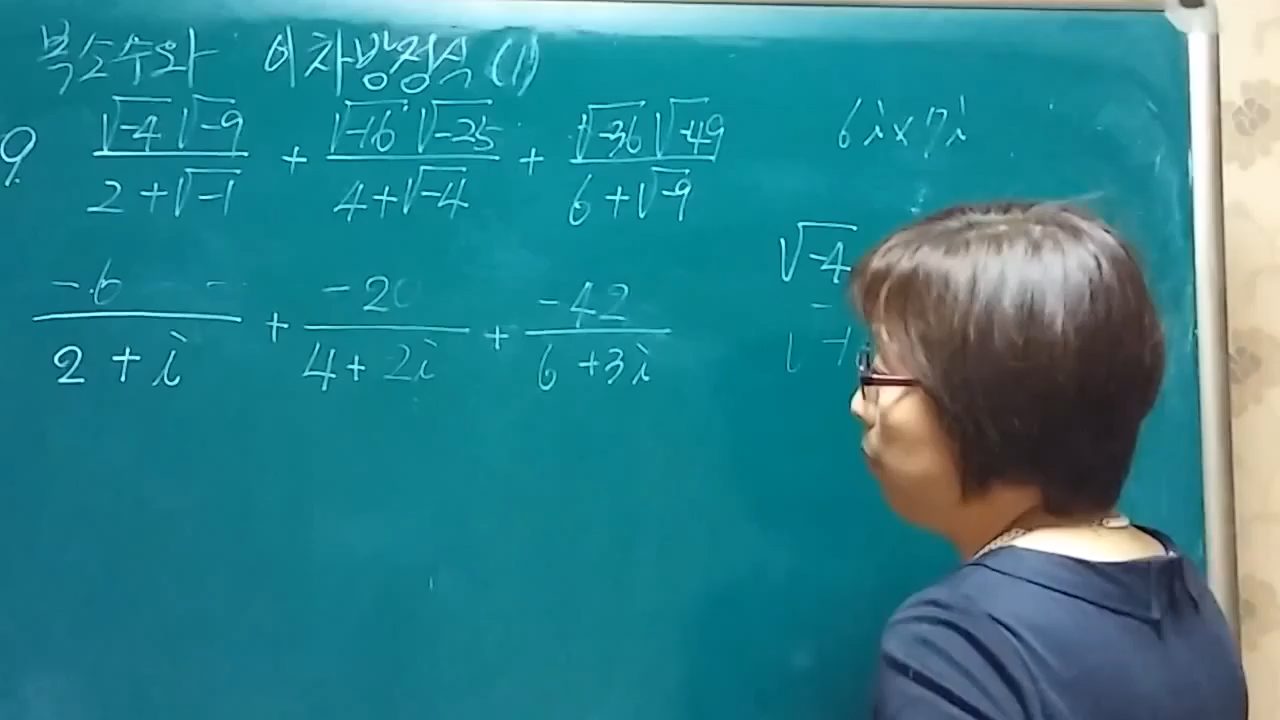 복소수와 이차방정식 (1)
9. √-4 √-9 / 2+√-1 + √-16 √-25 / 4+√-4 + √-36 √-49 / 6+√-9
6i×7i
√-4
-6 / 2+i + -20 / 4+2i + -42 / 6+3i